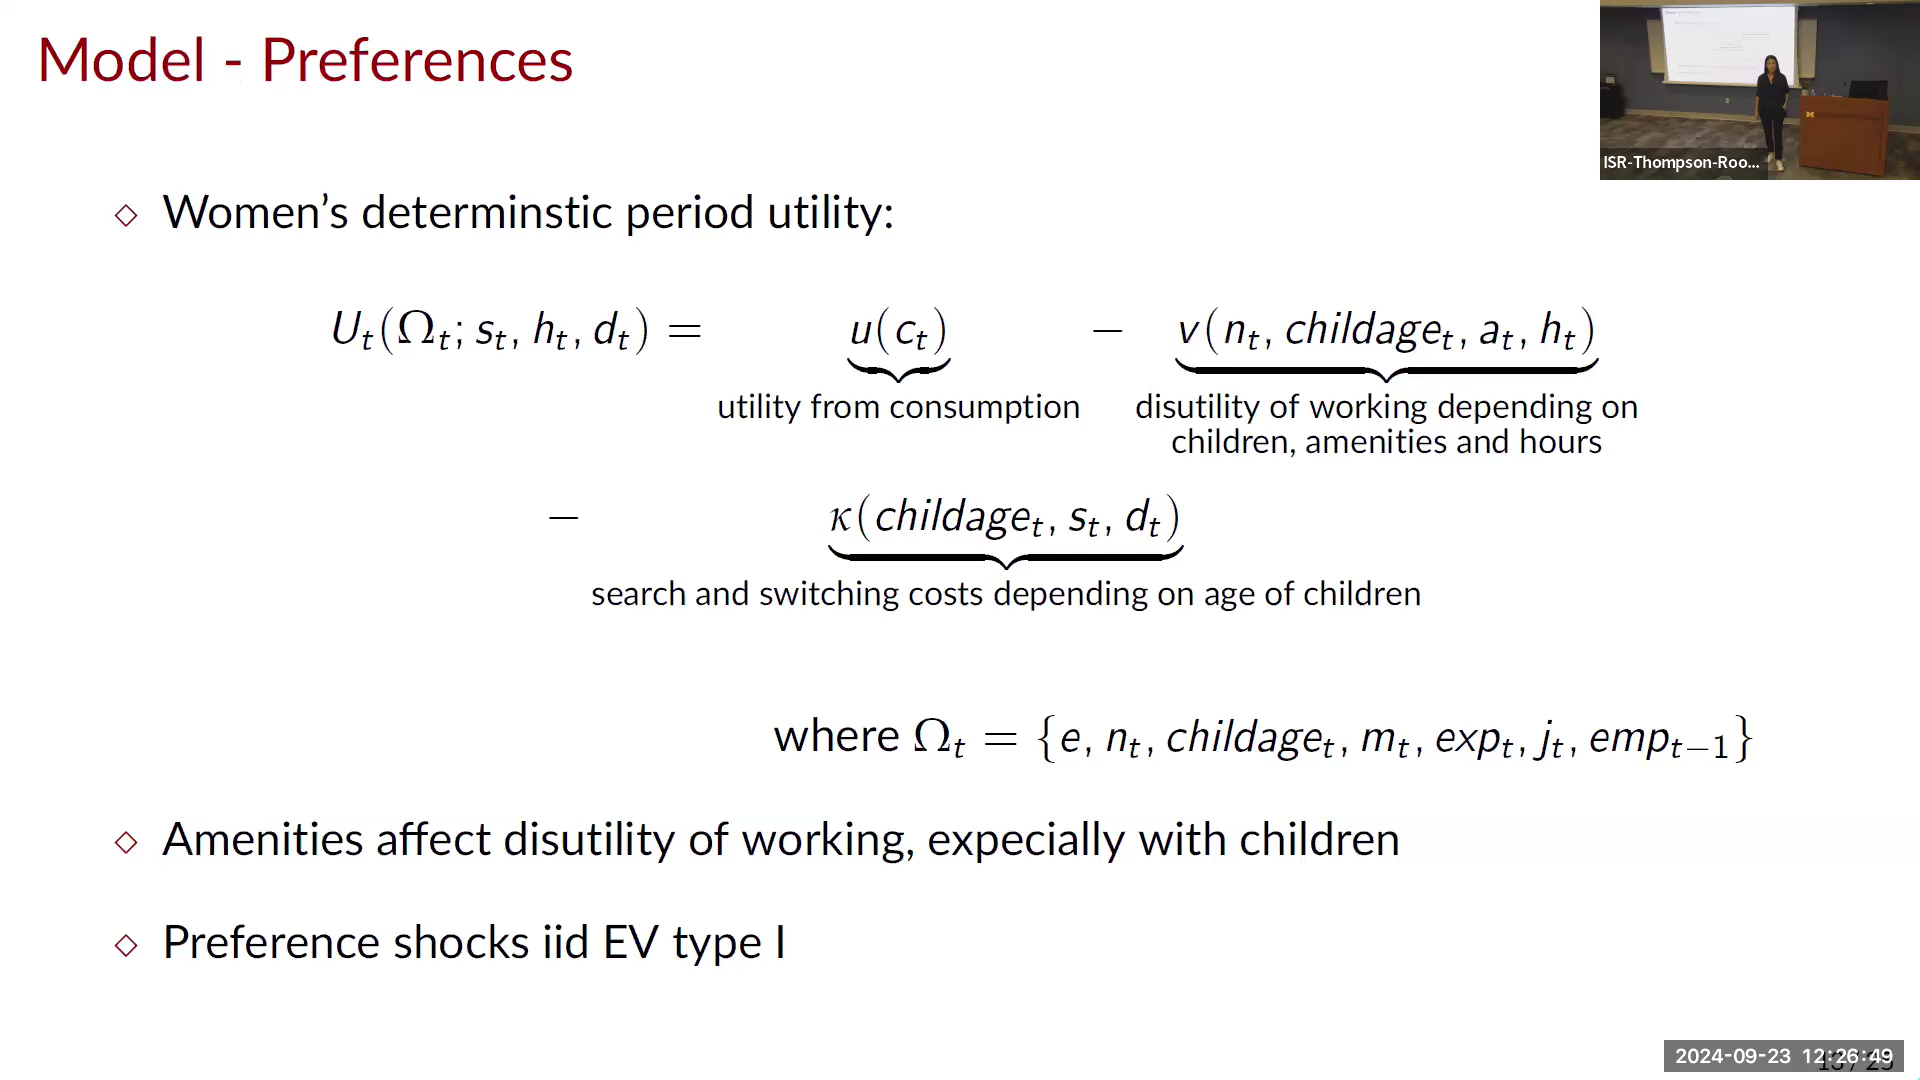 Model - Preferences
ISR-Thompson-Roo...
◇ Women's determinstic period utility:
U_t(Ω_t; s_t, h_t, d_t) = u(c_t) − v(n_t, childage_t, a_t, h_t)
utility from consumption disutility of working depending on
children, amenities and hours
− κ(childage_t, s_t, d_t)
search and switching costs depending on age of children
where Ω_t = {e, n_t, childage_t, m_t, exp_t, j_t, emp_{t−1}}
◇ Amenities affect disutility of working, expecially with children
◇ Preference shocks iid EV type I
2024-09-23 12:26:49